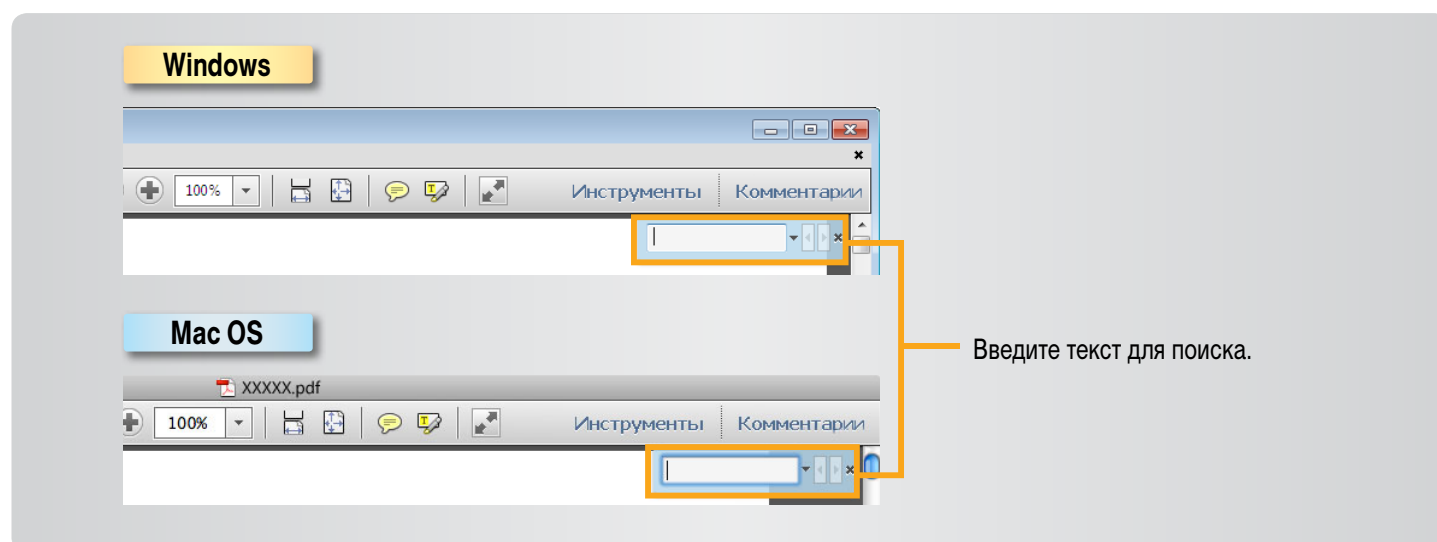 Windows
100%
Инструменты
Комментарии
Mac OS
Введите текст для поиска.
XXXXX.pdf
100%
Инструменты
Комментарии